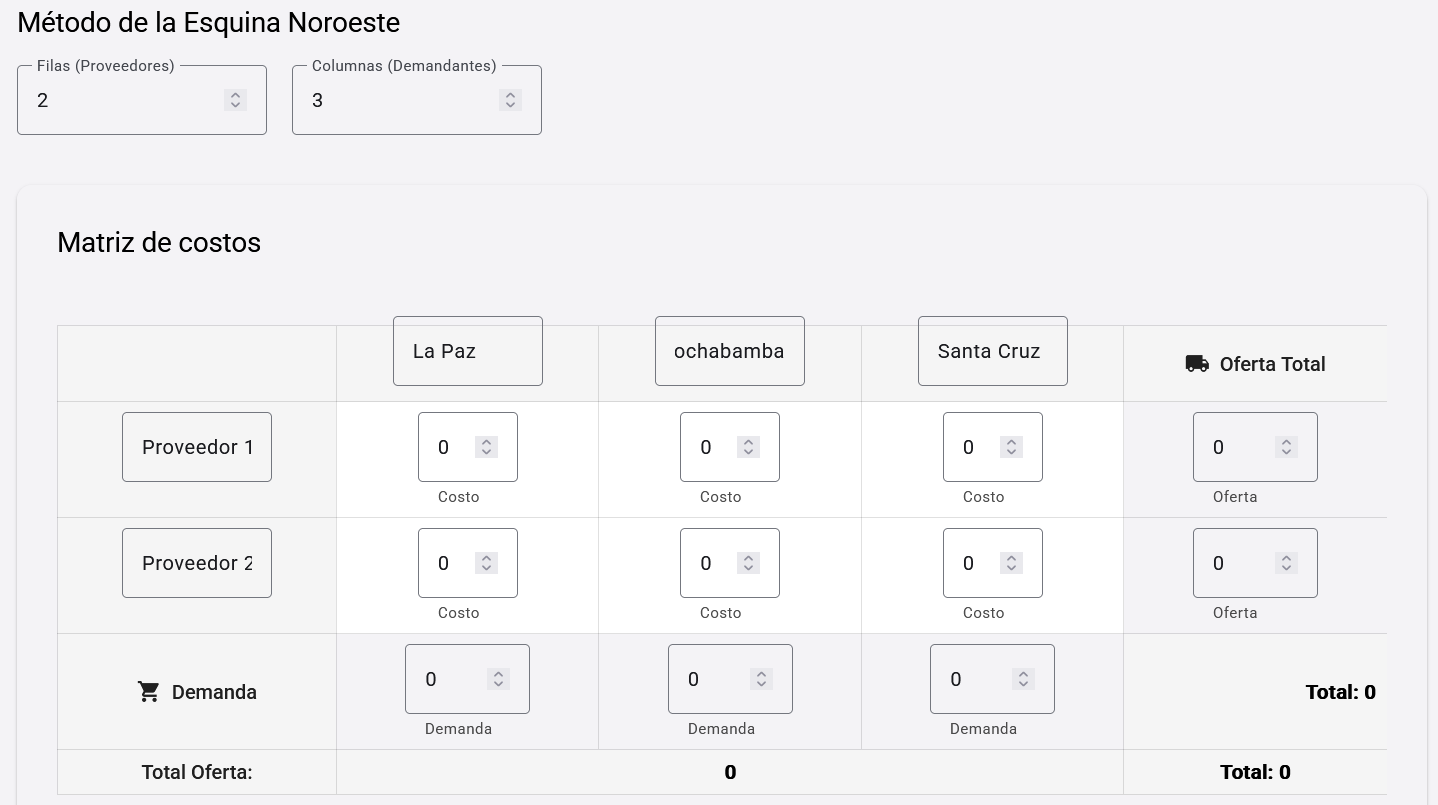 Método de la Esquina Noroeste
Filas (Proveedores) Columnas (Demandantes)
2 3
Matriz de costos
La Paz ochabamba Santa Cruz Oferta Total
Proveedor 1 0 0 0 0
Costo Costo Costo Oferta
Proveedor 2 0 0 0 0
Costo Costo Costo Oferta
Demanda 0 0 0 Total: 0
Demanda Demanda Demanda
Total Oferta: 0 Total: 0